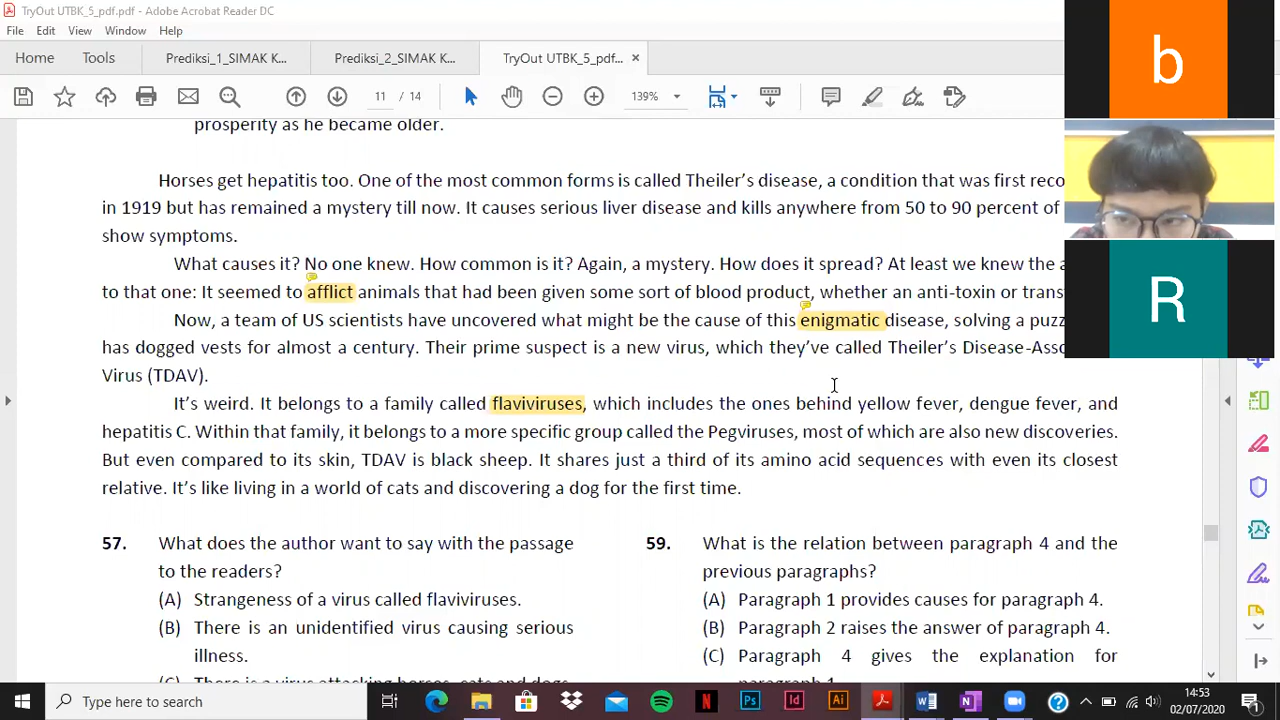 TryOut UTBK_5_pdf.pdf - Adobe Acrobat Reader DC
File Edit View Window Help
Home Tools Prediksi_1_SIMAK K... Prediksi_2_SIMAK K... TryOut UTBK_5_pdf... ×
11 / 14 139%
prosperity as he became older.
Horses get hepatitis too. One of the most common forms is called Theiler's disease, a condition that was first reco
in 1919 but has remained a mystery till now. It causes serious liver disease and kills anywhere from 50 to 90 percent of
show symptoms.
What causes it? No one knew. How common is it? Again, a mystery. How does it spread? At least we knew the a
to that one: It seemed to afflict animals that had been given some sort of blood product, whether an anti-toxin or trans
Now, a team of US scientists have uncovered what might be the cause of this enigmatic disease, solving a puzz
has dogged vests for almost a century. Their prime suspect is a new virus, which they've called Theiler's Disease-Asso
Virus (TDAV).
It's weird. It belongs to a family called flaviviruses, which includes the ones behind yellow fever, dengue fever, and
hepatitis C. Within that family, it belongs to a more specific group called the Pegviruses, most of which are also new discoveries.
But even compared to its skin, TDAV is black sheep. It shares just a third of its amino acid sequences with even its closest
relative. It's like living in a world of cats and discovering a dog for the first time.
57. What does the author want to say with the passage
to the readers?
(A) Strangeness of a virus called flaviviruses.
(B) There is an unidentified virus causing serious
illness.
59. What is the relation between paragraph 4 and the
previous paragraphs?
(A) Paragraph 1 provides causes for paragraph 4.
(B) Paragraph 2 raises the answer of paragraph 4.
(C) Paragraph 4 gives the explanation for
b
R
Type here to search
14:53
02/07/2020